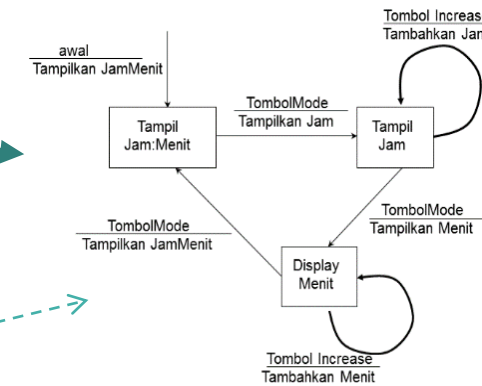 Tombol Increas
Tambahkan Jam
awal
Tampilkan JamMenit
TombolMode
Tampilkan Jam
Tampil
Jam:Menit
Tampil
Jam
TombolMode
Tampilkan Menit
TombolMode
Tampilkan JamMenit
Display
Menit
Tombol Increase
Tambahkan Menit